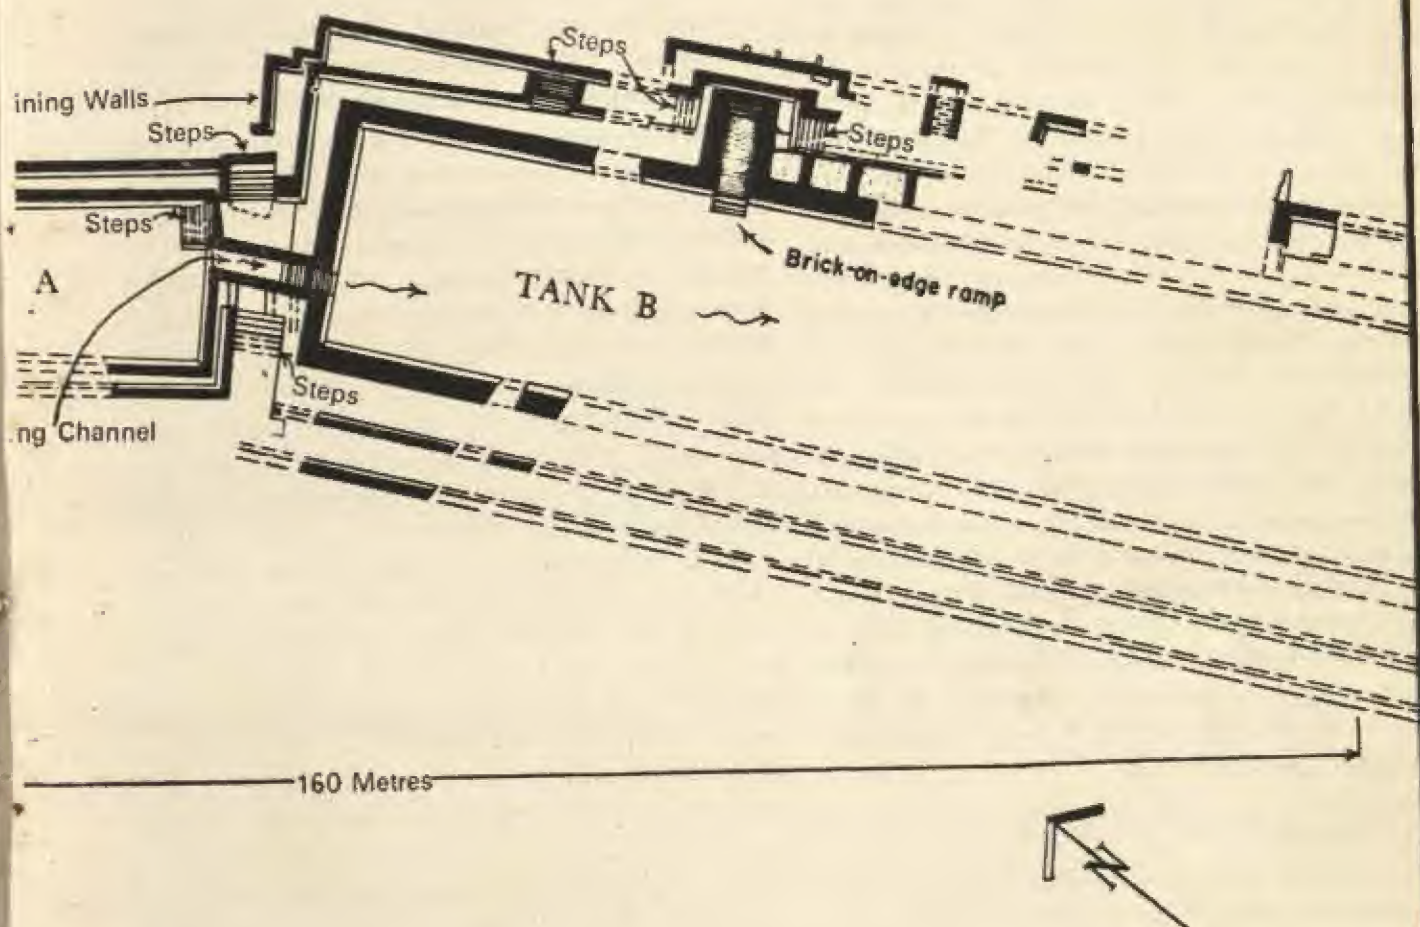 Steps
ining Walls
Steps
Steps
Steps
A
TANK B
Brick-on-edge ramp
Steps
ng Channel
160 Metres
N